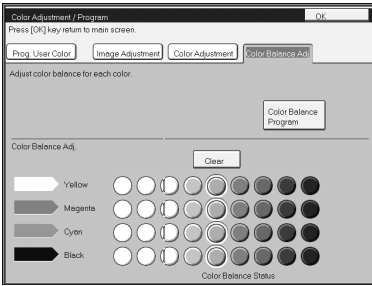 Color Adjustment / Program
OK
Press [OK] key return to main screen.
Prog. User Color
Image Adjustment
Color Adjustment
Color Balance Adj
Adjust color balance for each color.
Color Balance
Program
Color Balance Adj.
Clear
Yellow
Magenta
Cyan
Black
Color Balance Status